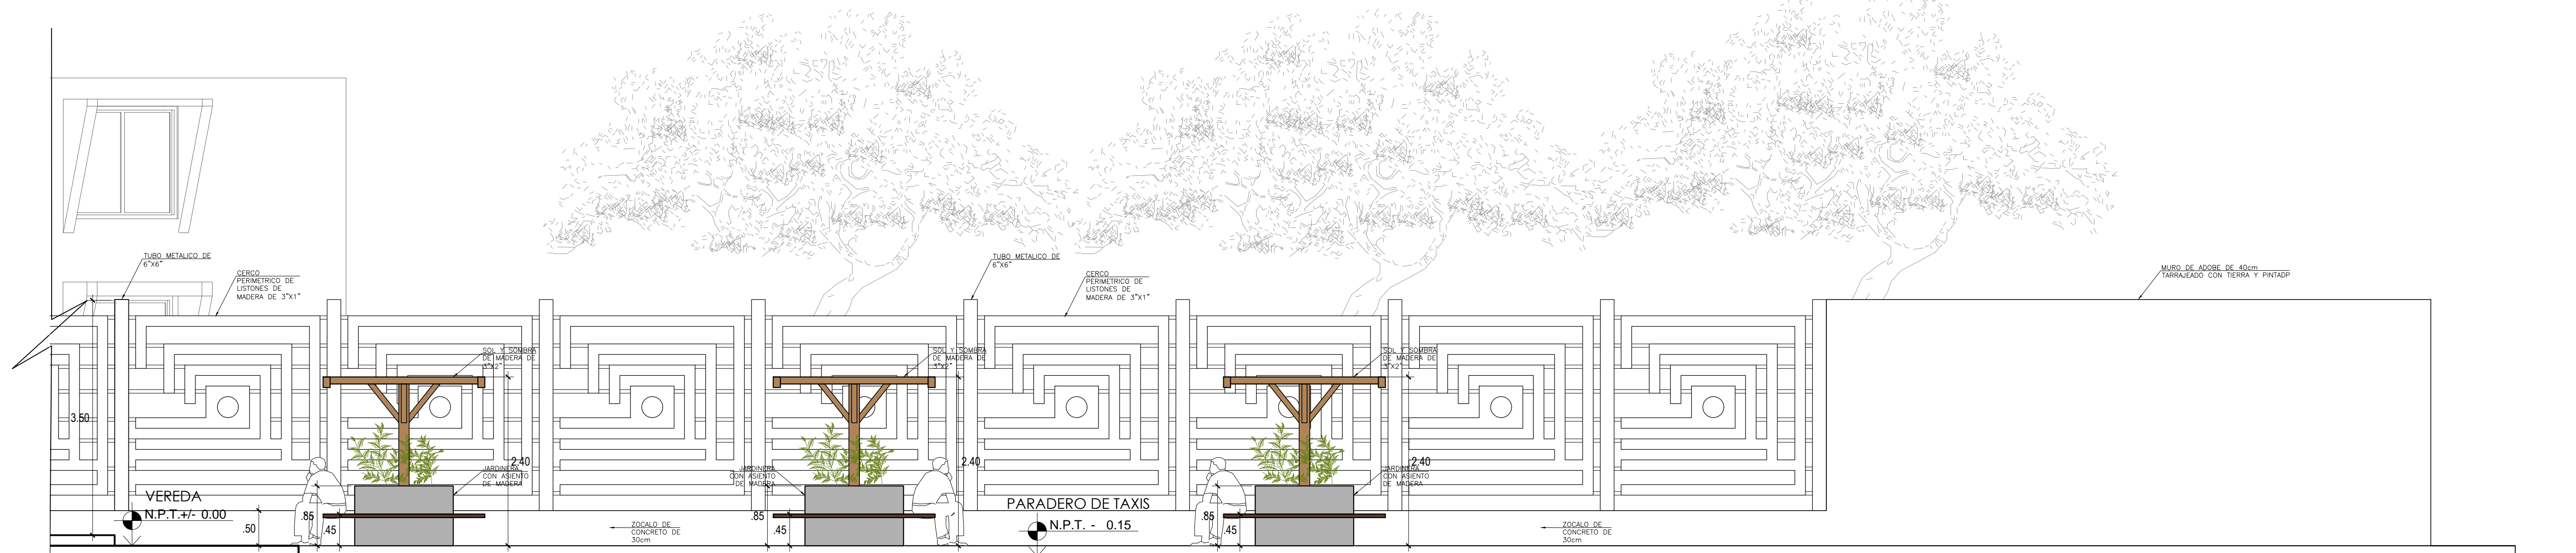 TUBO METALICO DE
6"X6"
CERCO
PERIMETRICO DE
LISTONES DE
MADERA DE 3"X1"
TUBO METALICO DE
6"X6"
CERCO
PERIMETRICO DE
LISTONES DE
MADERA DE 3"X1"
MURO DE ADOBE DE 40cm
TARRAJEADO CON TIERRA Y PINTADP
SOL Y SOMBRA
DE MADERA DE
3"X2"
SOL Y SOMBRA
DE MADERA DE
3"X2"
SOL Y SOMBRA
DE MADERA DE
3"X2"
3.50
2.40
2.40
2.40
JARDINERA
CON ASIENTO
DE MADERA
JARDINERA
CON ASIENTO
DE MADERA
JARDINERA
CON ASIENTO
DE MADERA
VEREDA
N.P.T.+/- 0.00
.50
.85
.45
ZOCALO DE
CONCRETO DE
30cm
.85
.45
PARADERO DE TAXIS
N.P.T. - 0.15
.85
.45
ZOCALO DE
CONCRETO DE
30cm